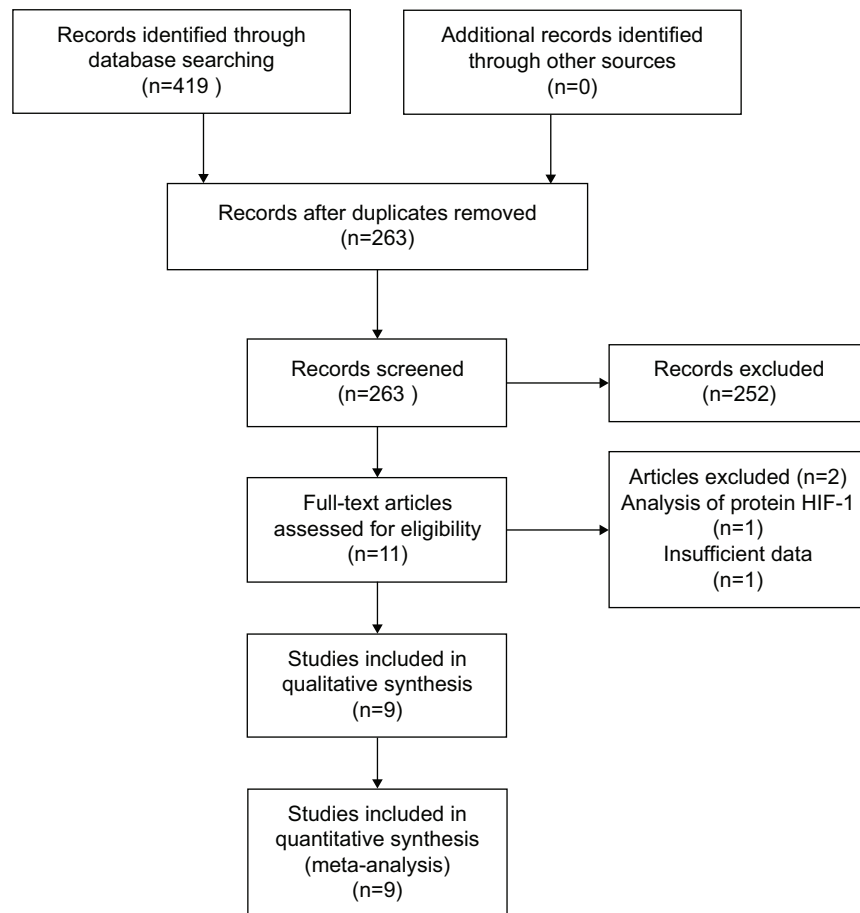 Records identified through
database searching
(n=419 )
Additional records identified
through other sources
(n=0)
Records after duplicates removed
(n=263)
Records screened
(n=263 )
Records excluded
(n=252)
Full-text articles
assessed for eligibility
(n=11)
Articles excluded (n=2)
Analysis of protein HIF-1
(n=1)
Insufficient data
(n=1)
Studies included in
qualitative synthesis
(n=9)
Studies included in
quantitative synthesis
(meta-analysis)
(n=9)